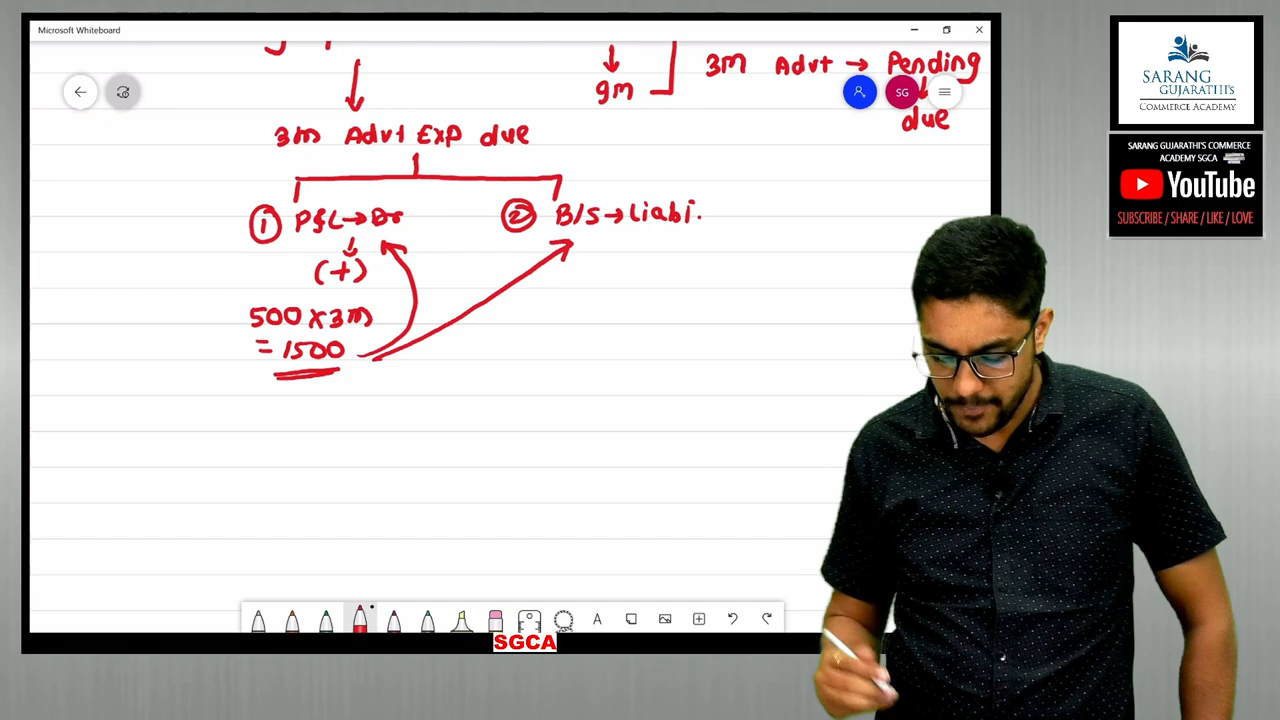 Microsoft Whiteboard
9m
3m Advt → Pending
due
SG
3m Advt Exp due
① P&L → Dr
② B/S → Liabi.
(+)
500 x 3m
= 1500
A
SGCA
SARANG
GUJARATHI'S
COMMERCE ACADEMY
SARANG GUJARATHI'S COMMERCE
ACADEMY SGCA
YouTube
SUBSCRIBE / SHARE / LIKE / LOVE